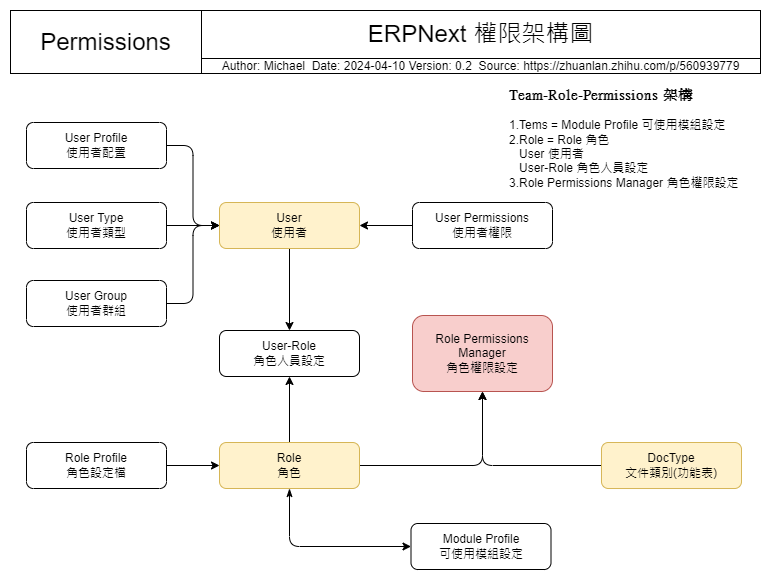 Permissions
ERPNext 權限架構圖
Author: Michael  Date: 2024-04-10 Version: 0.2  Source: https://zhuanlan.zhihu.com/p/560939779
Team-Role-Permissions 架構
1.Tems = Module Profile 可使用模組設定
2.Role = Role 角色
User 使用者
User-Role 角色人員設定
3.Role Permissions Manager 角色權限設定
User Profile
使用者配置
User Type
使用者類型
User
使用者
User Permissions
使用者權限
User Group
使用者群組
User-Role
角色人員設定
Role Permissions
Manager
角色權限設定
Role Profile
角色設定檔
Role
角色
DocType
文件類別(功能表)
Module Profile
可使用模組設定